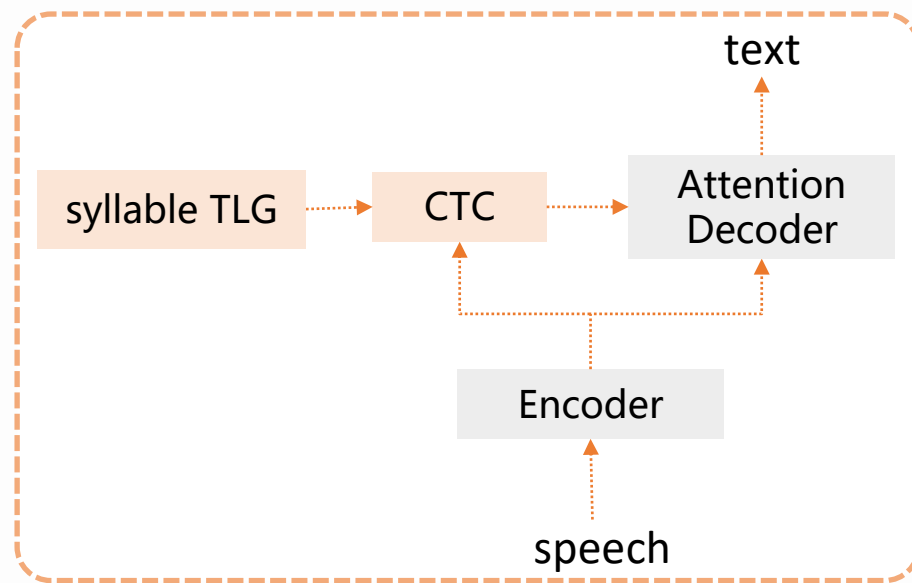 text
syllable TLG
CTC
Attention
Decoder
Encoder
speech